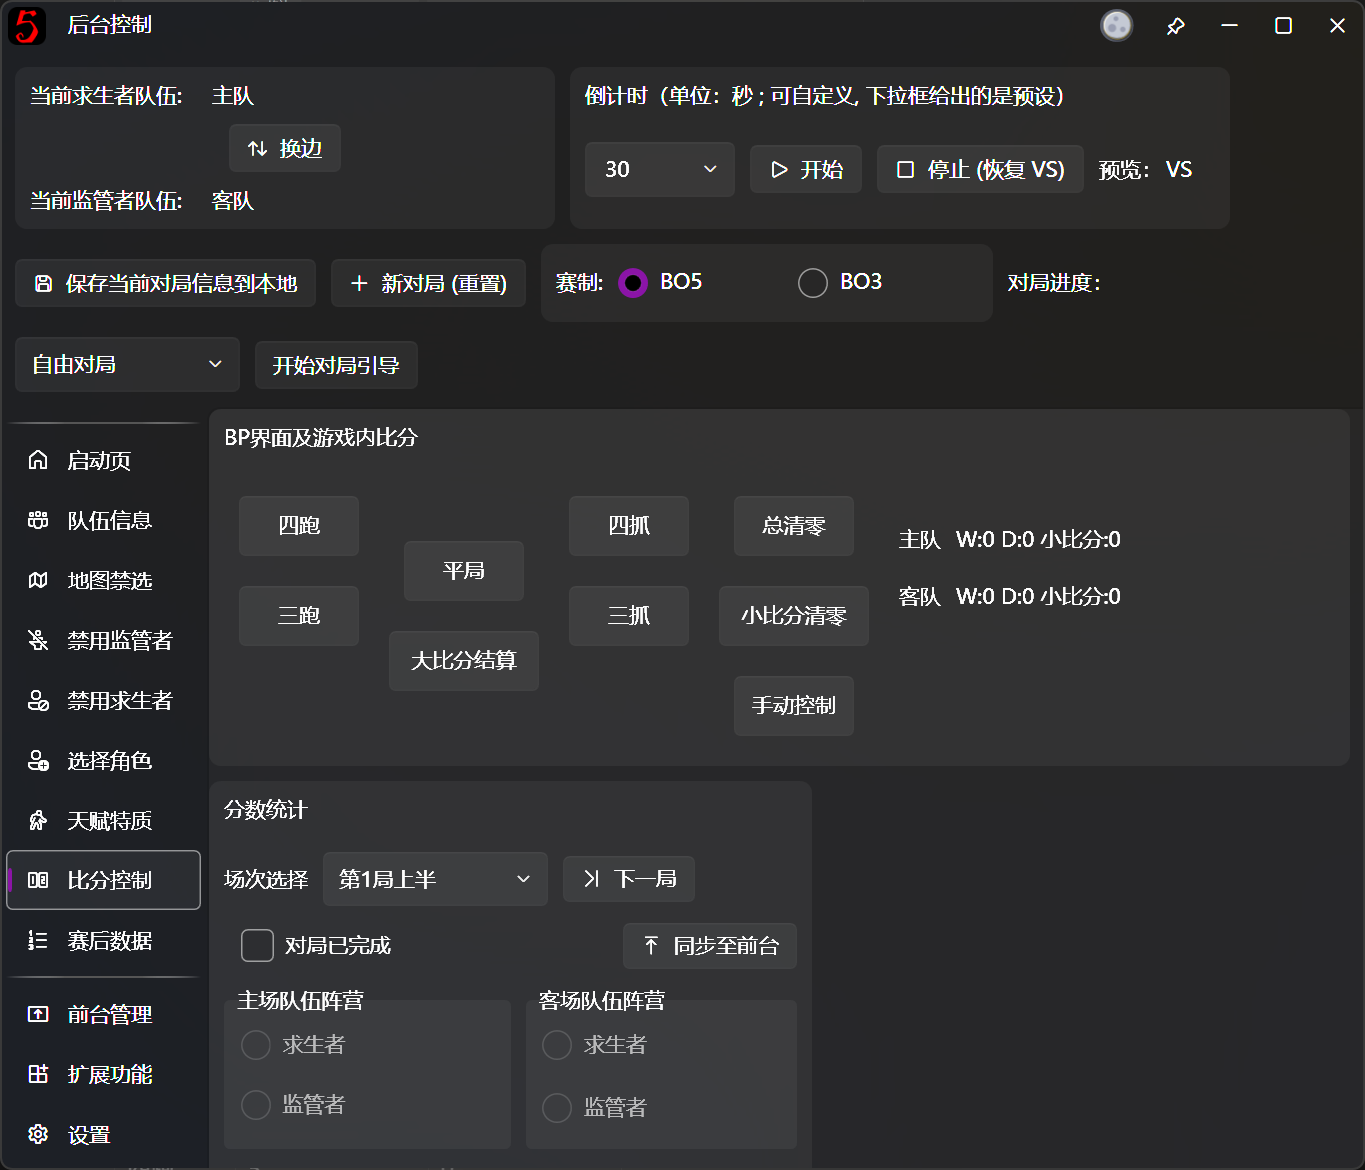 5
后台控制
当前求生者队伍: 主队
换边
当前监管者队伍: 客队
倒计时（单位：秒 ; 可自定义, 下拉框给出的是预设）
30
开始
停止 (恢复 VS)
预览： VS
保存当前对局信息到本地
新对局 (重置)
赛制: BO5 BO3
对局进度：
自由对局
开始对局引导
启动页
队伍信息
地图禁选
禁用监管者
禁用求生者
选择角色
天赋特质
比分控制
赛后数据
前台管理
扩展功能
设置
BP界面及游戏内比分
四跑
三跑
平局
大比分结算
四抓
三抓
总清零
小比分清零
手动控制
主队 W:0 D:0 小比分:0
客队 W:0 D:0 小比分:0
分数统计
场次选择 第1局上半
下一局
对局已完成
同步至前台
主场队伍阵营
求生者
监管者
客场队伍阵营
求生者
监管者